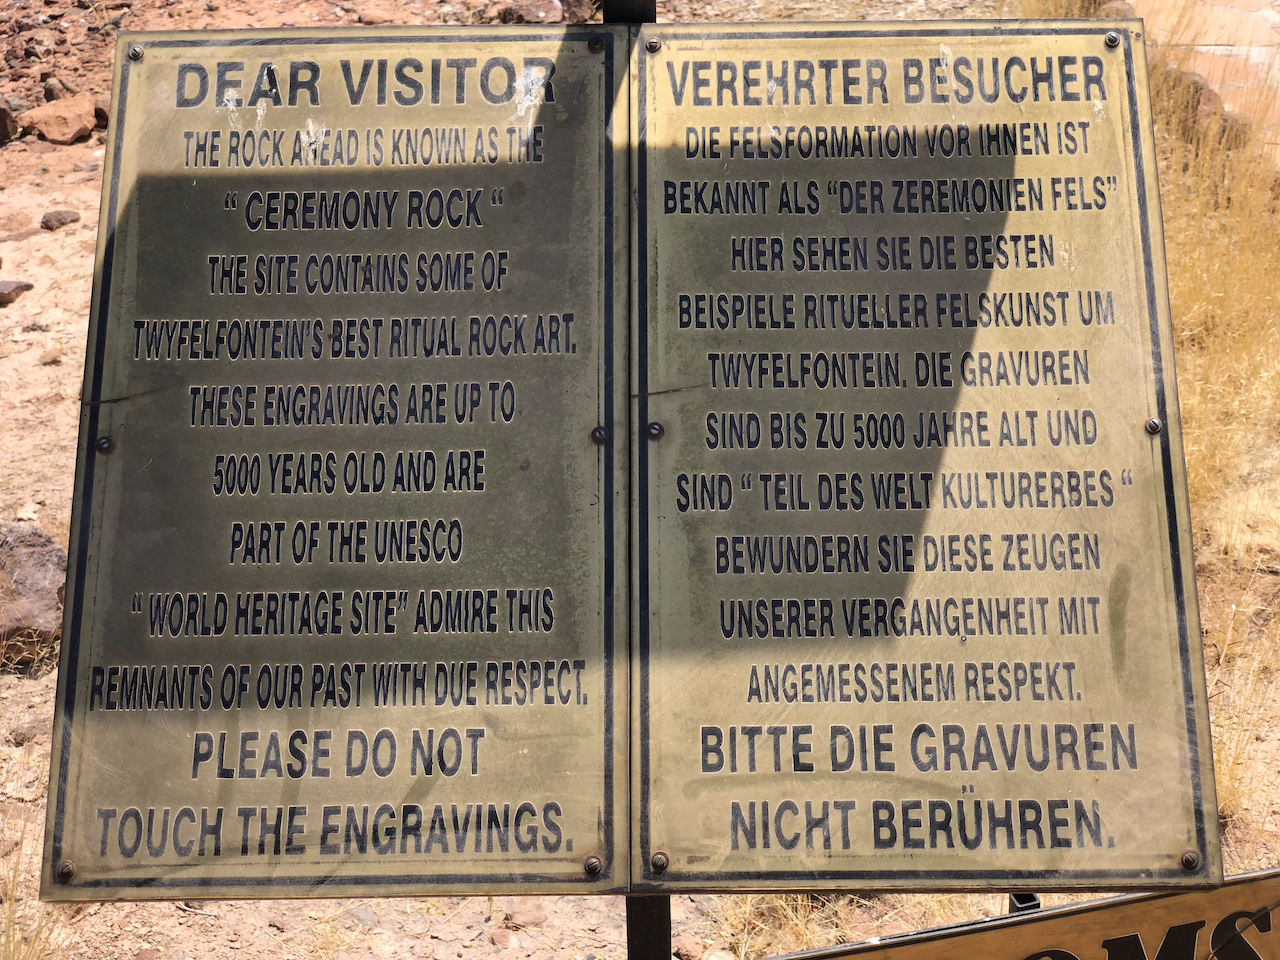 DEAR VISITOR
THE ROCK AHEAD IS KNOWN AS THE
“ CEREMONY ROCK “
THE SITE CONTAINS SOME OF
TWYFELFONTEIN'S BEST RITUAL ROCK ART.
THESE ENGRAVINGS ARE UP TO
5000 YEARS OLD AND ARE
PART OF THE UNESCO
“ WORLD HERITAGE SITE” ADMIRE THIS
REMNANTS OF OUR PAST WITH DUE RESPECT.
PLEASE DO NOT
TOUCH THE ENGRAVINGS.
VEREHRTER BESUCHER
DIE FELSFORMATION VOR IHNEN IST
BEKANNT ALS “DER ZEREMONIEN FELS”
HIER SEHEN SIE DIE BESTEN
BEISPIELE RITUELLER FELSKUNST UM
TWYFELFONTEIN. DIE GRAVUREN
SIND BIS ZU 5000 JAHRE ALT UND
SIND “ TEIL DES WELT KULTURERBES “
BEWUNDERN SIE DIESE ZEUGEN
UNSERER VERGANGENHEIT MIT
ANGEMESSENEM RESPEKT.
BITTE DIE GRAVUREN
NICHT BERÜHREN.